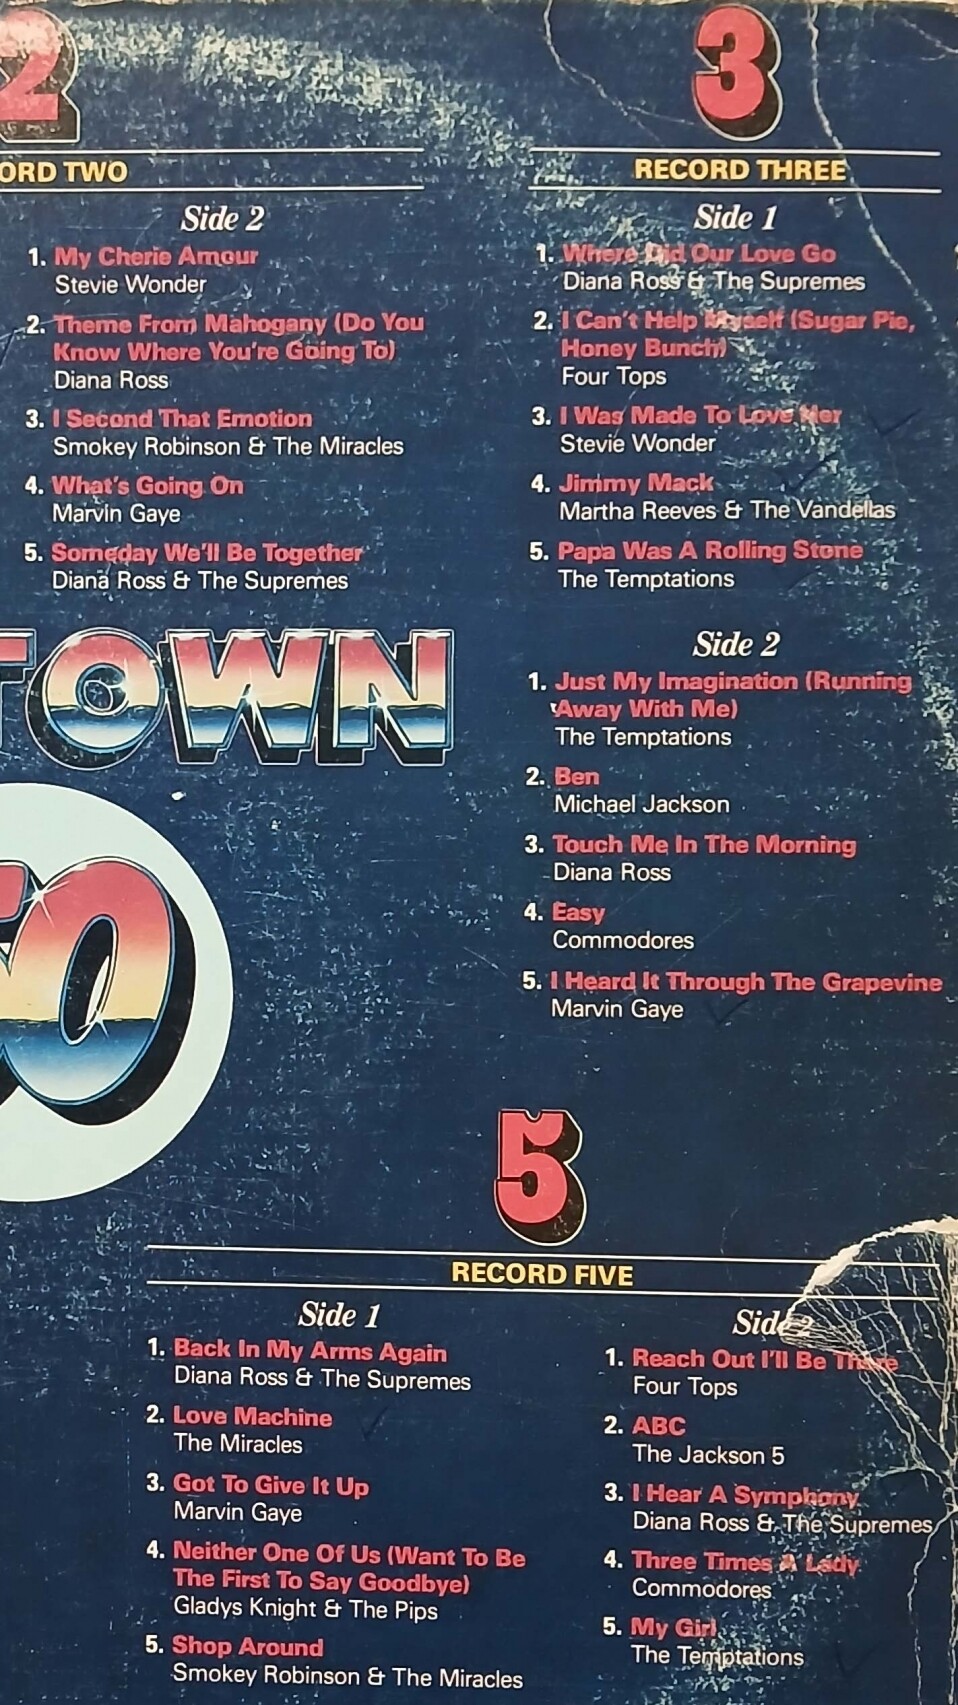 2
ORD TWO
Side 2
1. My Cherie Amour
Stevie Wonder
2. Theme From Mahogany (Do You
Know Where You're Going To)
Diana Ross
3. I Second That Emotion
Smokey Robinson & The Miracles
4. What's Going On
Marvin Gaye
5. Someday We'll Be Together
Diana Ross & The Supremes
3
RECORD THREE
Side 1
1. Where Did Our Love Go
Diana Ross & The Supremes
2. I Can't Help Myself (Sugar Pie,
Honey Bunch)
Four Tops
3. I Was Made To Love Her
Stevie Wonder
4. Jimmy Mack
Martha Reeves & The Vandellas
5. Papa Was A Rolling Stone
The Temptations
Side 2
1. Just My Imagination (Running
Away With Me)
The Temptations
2. Ben
Michael Jackson
3. Touch Me In The Morning
Diana Ross
4. Easy
Commodores
5. I Heard It Through The Grapevine
Marvin Gaye
TOWN
0
5
RECORD FIVE
Side 1
1. Back In My Arms Again
Diana Ross & The Supremes
2. Love Machine
The Miracles
3. Got To Give It Up
Marvin Gaye
4. Neither One Of Us (Want To Be
The First To Say Goodbye)
Gladys Knight & The Pips
5. Shop Around
Smokey Robinson & The Miracles
Side 2
1. Reach Out I'll Be There
Four Tops
2. ABC
The Jackson 5
3. I Hear A Symphony
Diana Ross & The Supremes
4. Three Times A Lady
Commodores
5. My Girl
The Temptations